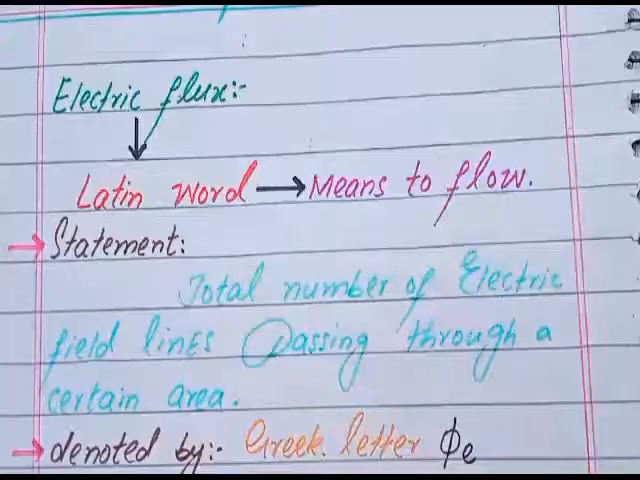 Electric flux:-
↓
Latin word → Means to flow.
→ Statement:
Total number of Electric
field lines passing through a
certain area.
→ denoted by:- Greek letter ϕe